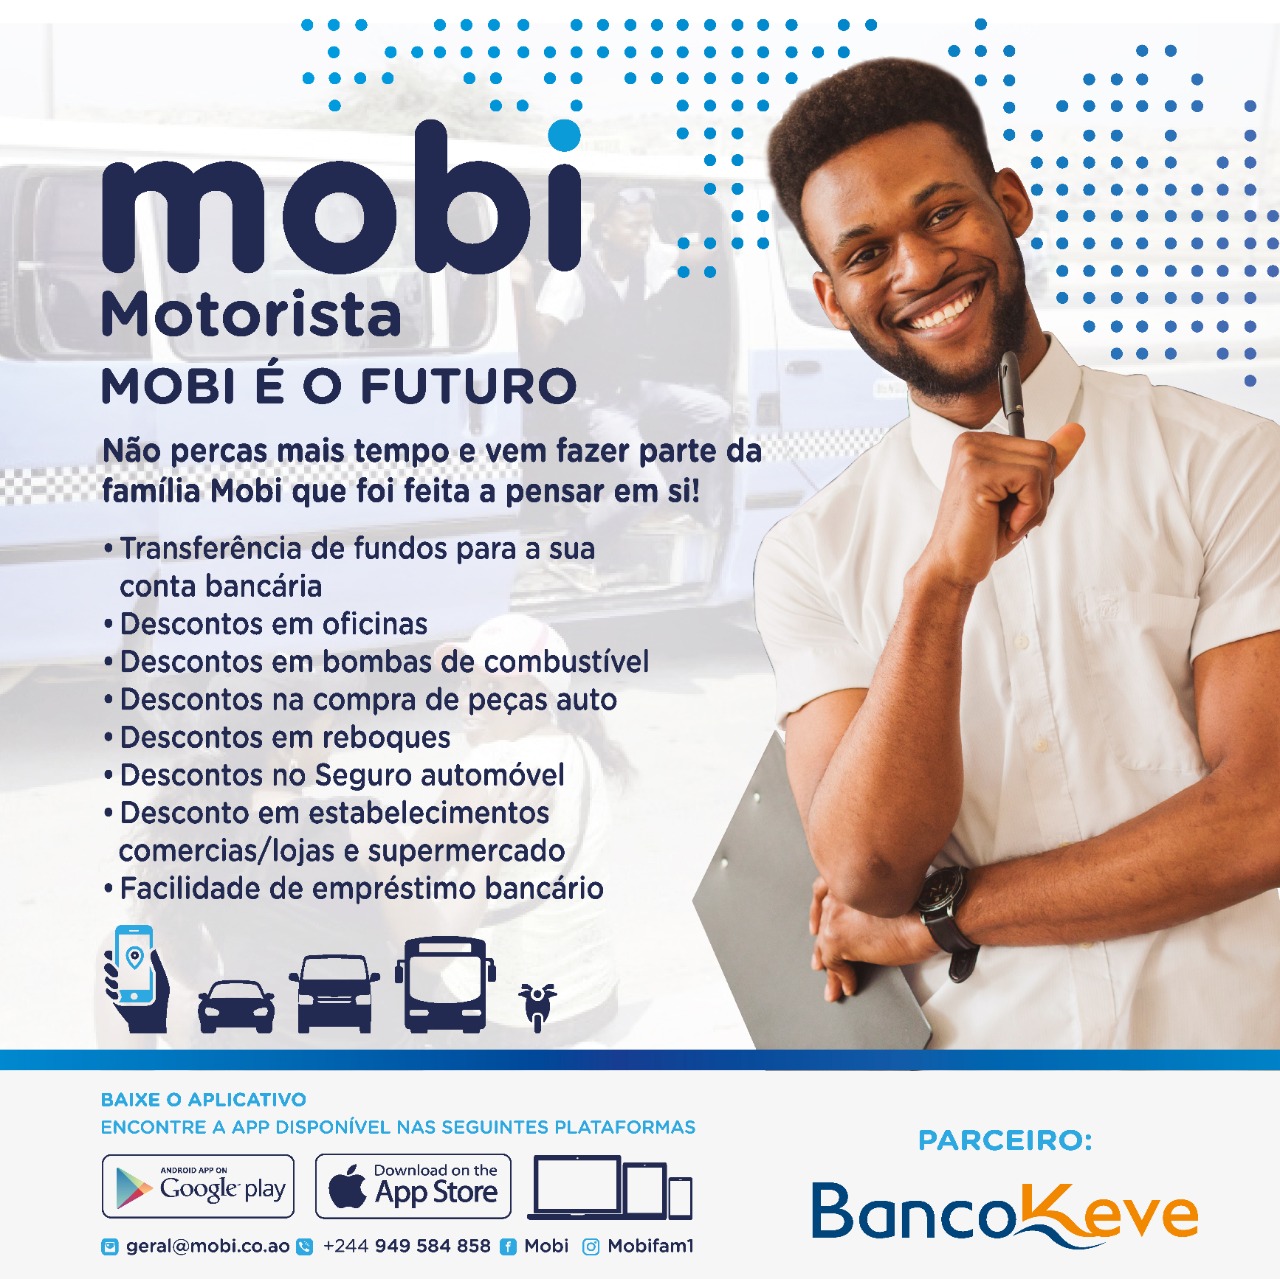 mobi
Motorista
MOBI É O FUTURO
Não percas mais tempo e vem fazer parte da
família Mobi que foi feita a pensar em si!
• Transferência de fundos para a sua
conta bancária
• Descontos em oficinas
• Descontos em bombas de combustível
• Descontos na compra de peças auto
• Descontos em reboques
• Descontos no Seguro automóvel
• Desconto em estabelecimentos
comercias/lojas e supermercado
• Facilidade de empréstimo bancário
BAIXE O APLICATIVO
ENCONTRE A APP DISPONÍVEL NAS SEGUINTES PLATAFORMAS
ANDROID APP ON
Google play
Download on the
App Store
geral@mobi.co.ao +244 949 584 858 Mobi Mobifam1
PARCEIRO:
BancoKeve